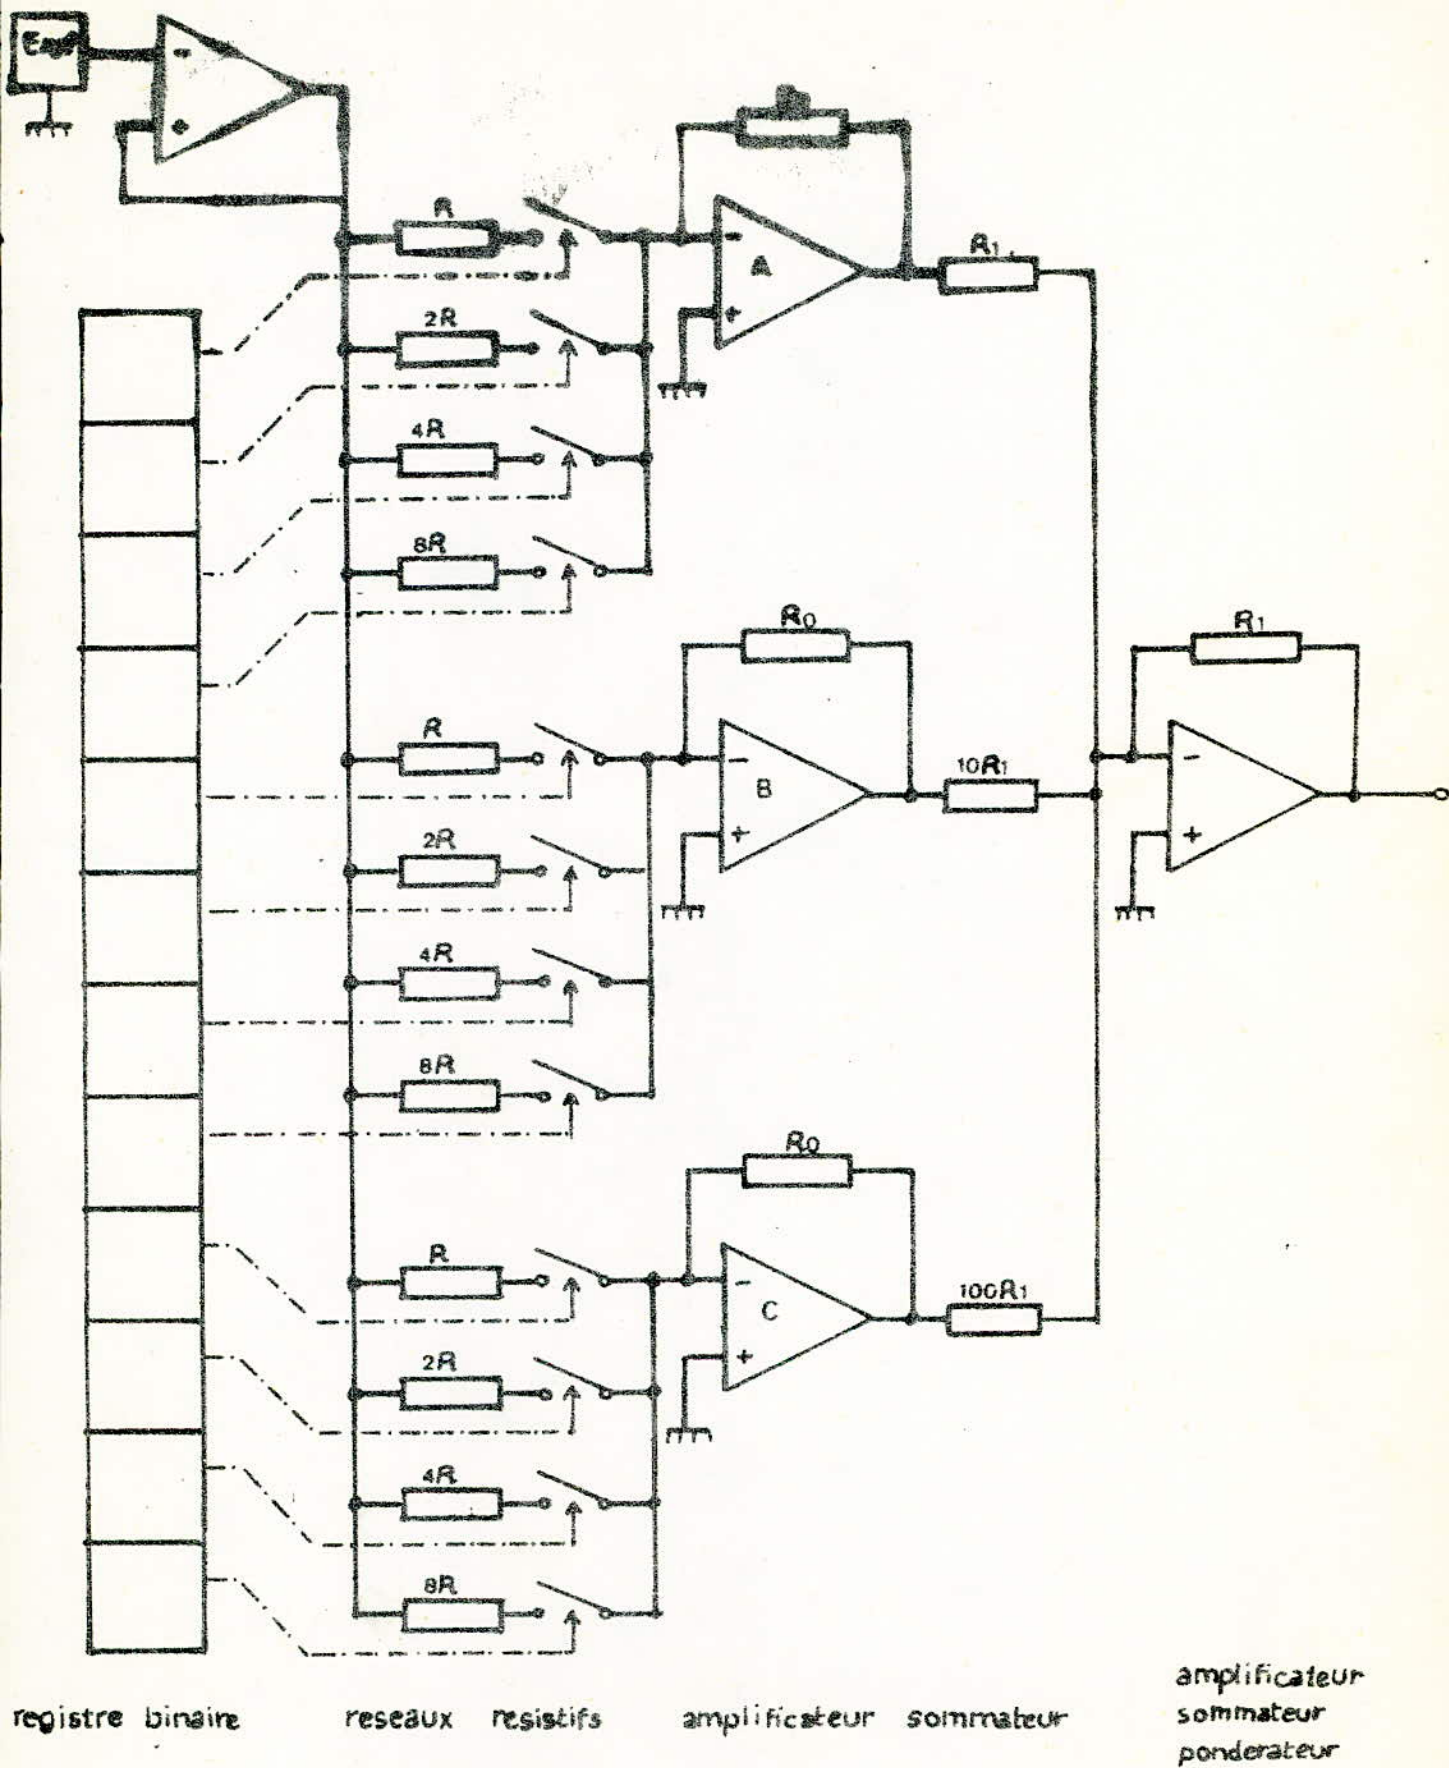 -
+
R
-
A
+
R1
2R
4R
8R
R0
R1
R
-
B
+
10R1
-
+
2R
4R
8R
R0
R
-
C
+
100R1
2R
4R
8R
registre binaire
reseaux resistifs
amplificateur sommateur
amplificateur
sommateur
ponderateur